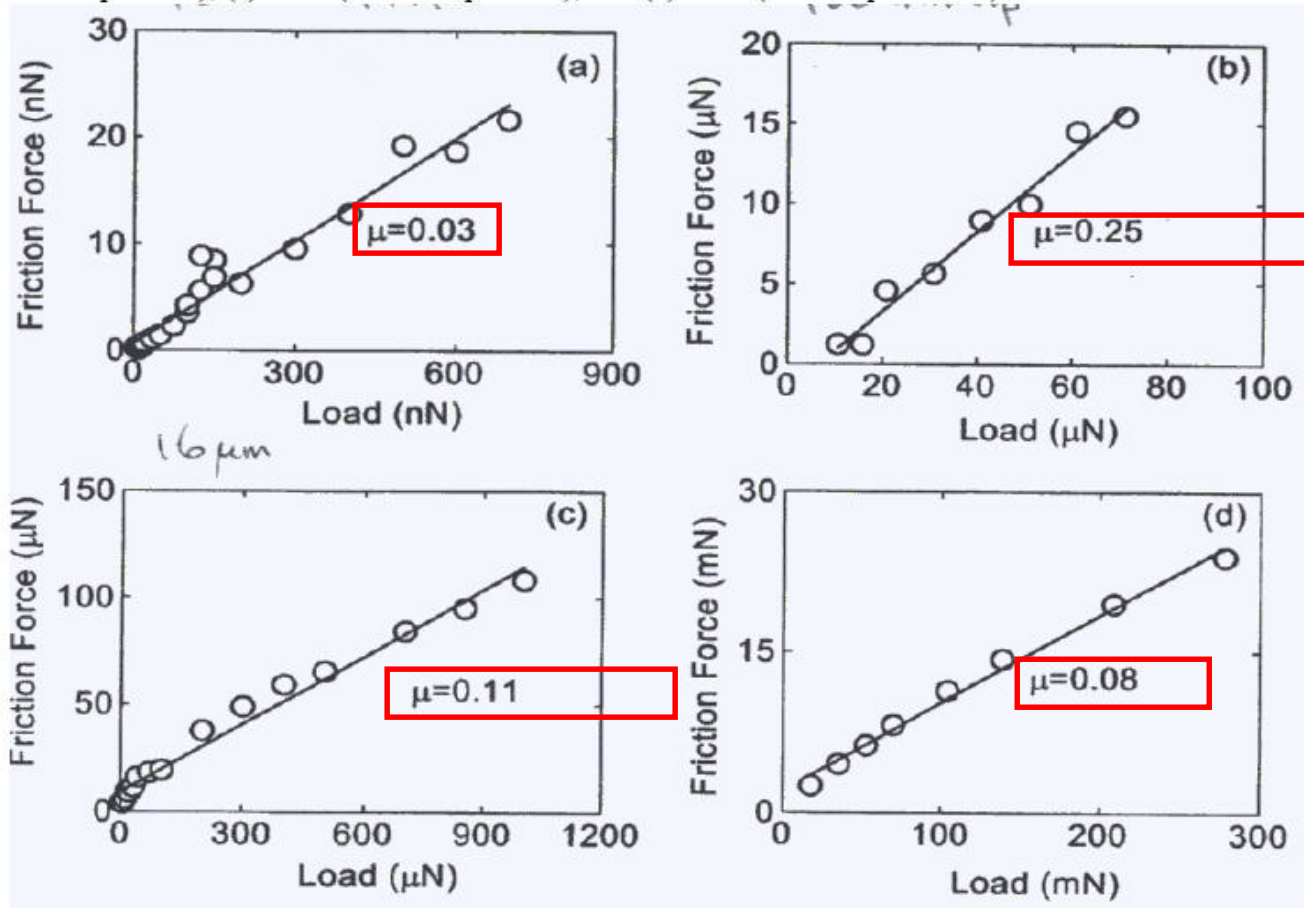 30
20
10
0
0 300 600 900
Friction Force (nN)
Load (nN)
(a)
μ=0.03
20
15
10
5
0
0 20 40 60 80 100
Friction Force (μN)
Load (μN)
(b)
μ=0.25
16 μm
150
100
50
0
0 300 600 900 1200
Friction Force (μN)
Load (μN)
(c)
μ=0.11
30
15
0
0 100 200 300
Friction Force (mN)
Load (mN)
(d)
μ=0.08